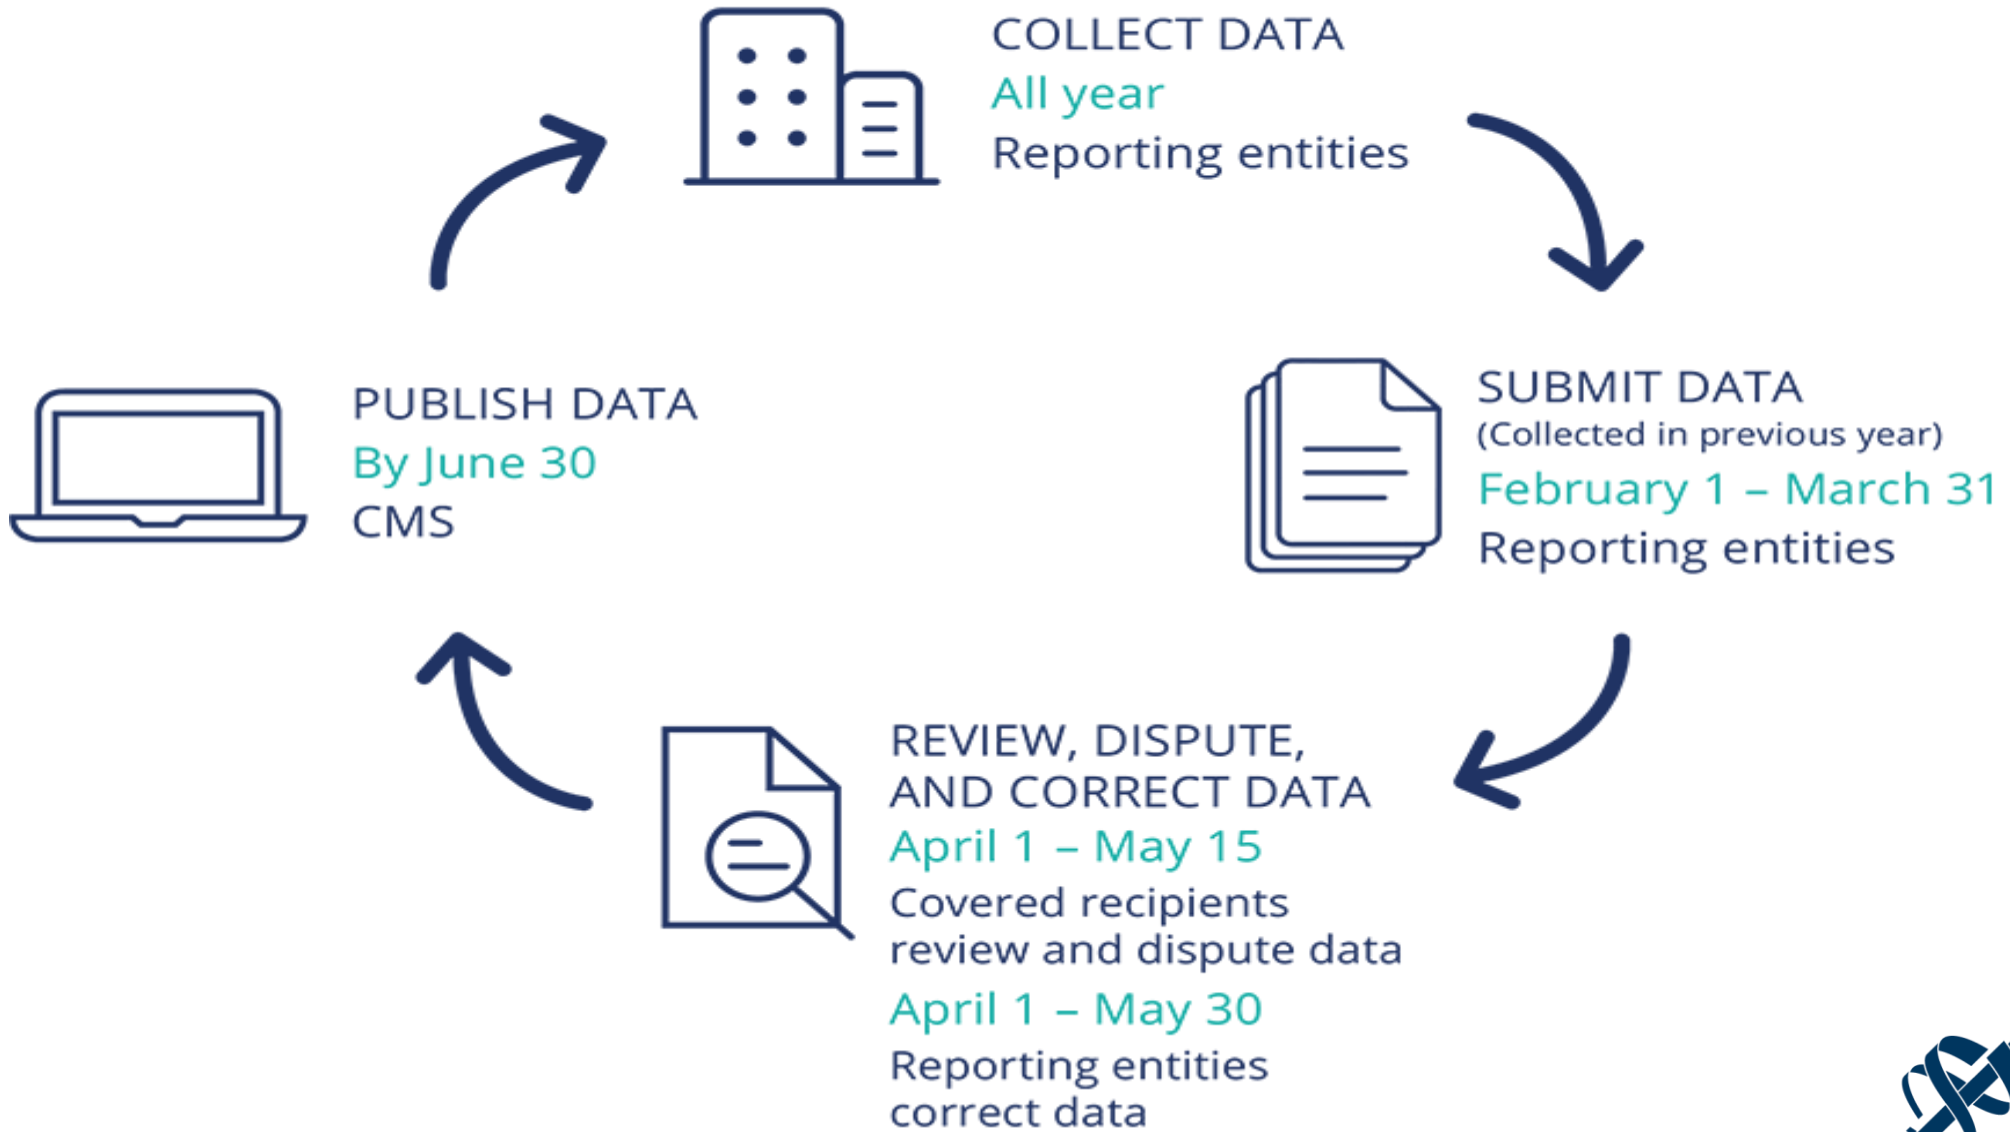 COLLECT DATA
All year
Reporting entities
SUBMIT DATA
(Collected in previous year)
February 1 – March 31
Reporting entities
REVIEW, DISPUTE,
AND CORRECT DATA
April 1 – May 15
Covered recipients
review and dispute data
April 1 – May 30
Reporting entities
correct data
PUBLISH DATA
By June 30
CMS